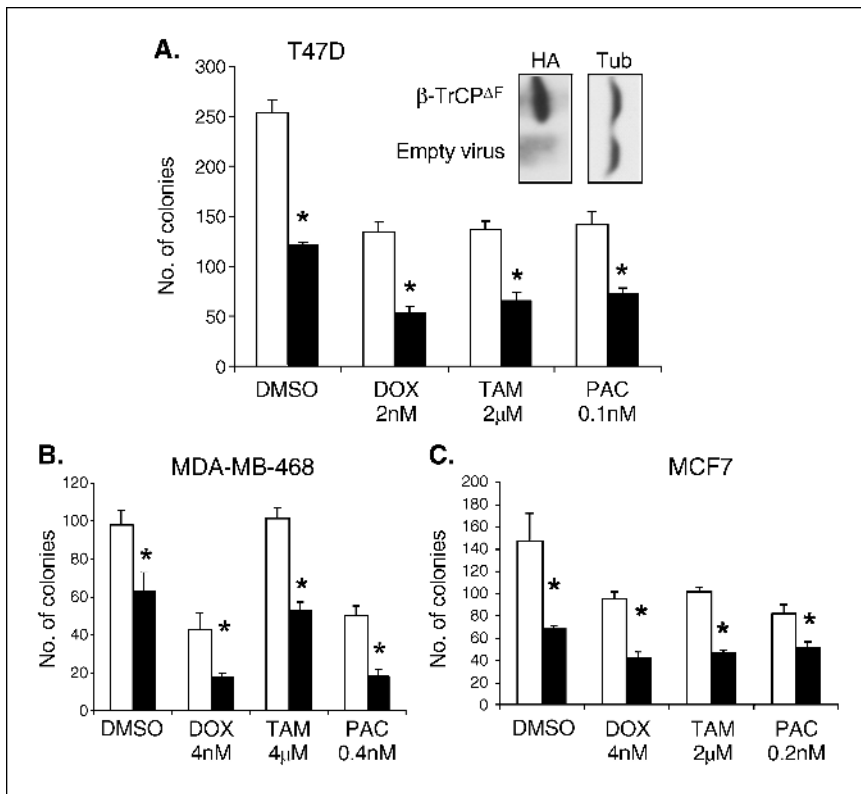 A.
T47D
HA Tub
β-TrCPΔF
Empty virus
No. of colonies
300
250
200
150
100
50
0
* * * *
DMSO DOX TAM PAC
2nM 2μM 0.1nM
B.
MDA-MB-468
No. of colonies
120
100
80
60
40
20
0
* * * *
DMSO DOX TAM PAC
4nM 4μM 0.4nM
C.
MCF7
No. of colonies
200
180
160
140
120
100
80
60
40
20
0
* * * *
DMSO DOX TAM PAC
4nM 2μM 0.2nM